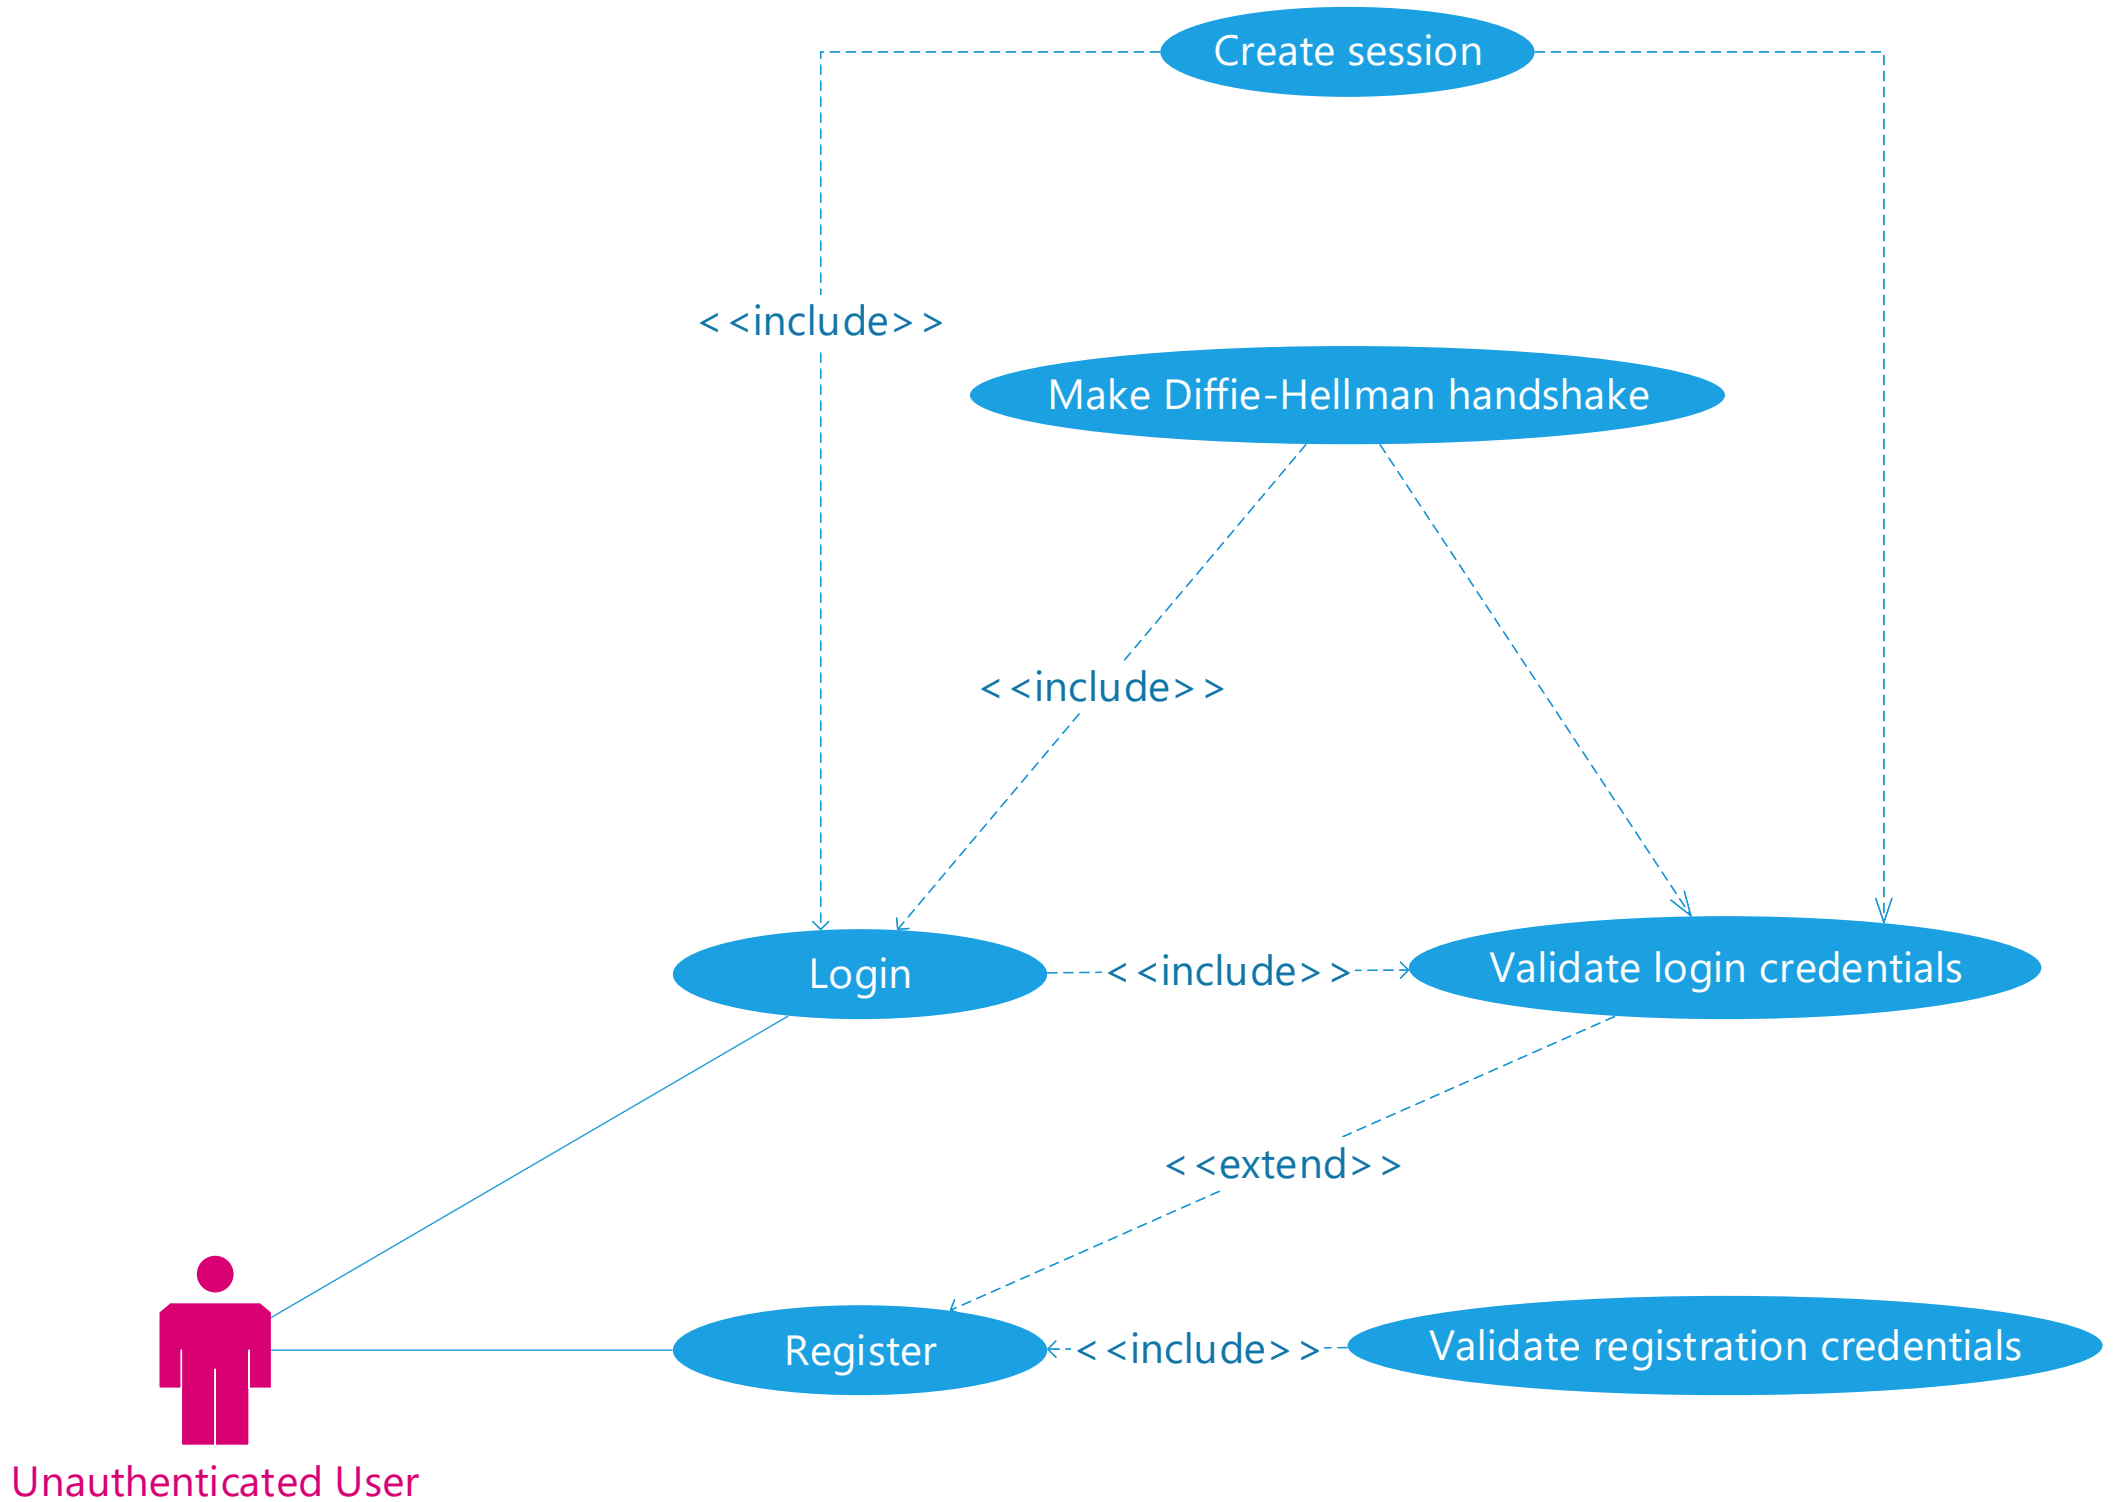 Create session
<<include>>
Make Diffie-Hellman handshake
<<include>>
Login
<<include>>
Validate login credentials
<<extend>>
Register
<<include>>
Validate registration credentials
Unauthenticated User